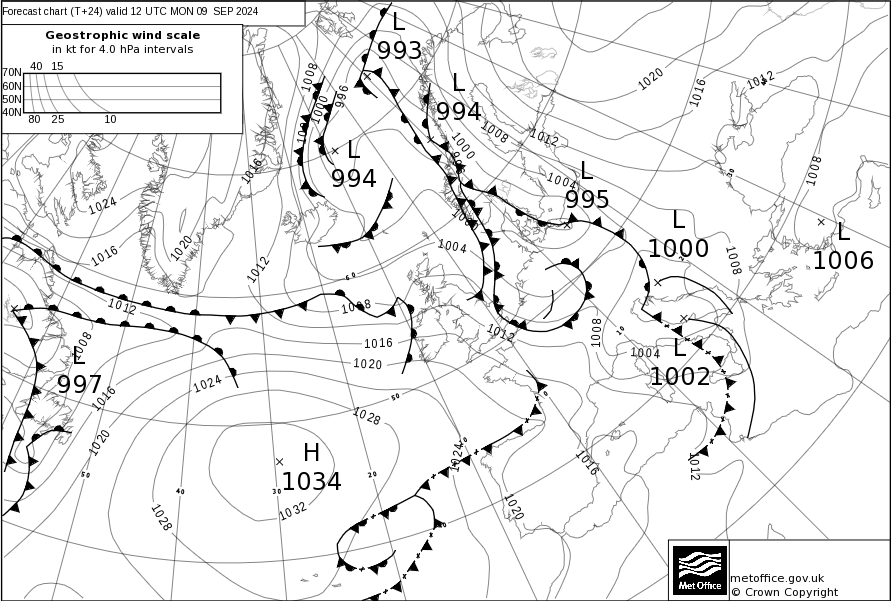 Forecast chart (T+24) valid 12 UTC MON 09 SEP 2024
Geostrophic wind scale
in kt for 4.0 hPa intervals
40 15
70N
60N
50N
40N
80 25 10
L
993
L
994
L
994
L
995
L
1000
L
1006
L
1002
L
997
H
1034
1008
1000
996
1016
1024
1020
1016
1012
1012
1008
1016
1020
1024
1028
1032
1028
1020
1016
1008
1004
1012
1000
1008
1012
1004
1020
1016
1012
1008
1008
1008
1004
1012
1016
1020
1024
60
50
50
40
30
20
10
metoffice.gov.uk
© Crown Copyright
Met Office